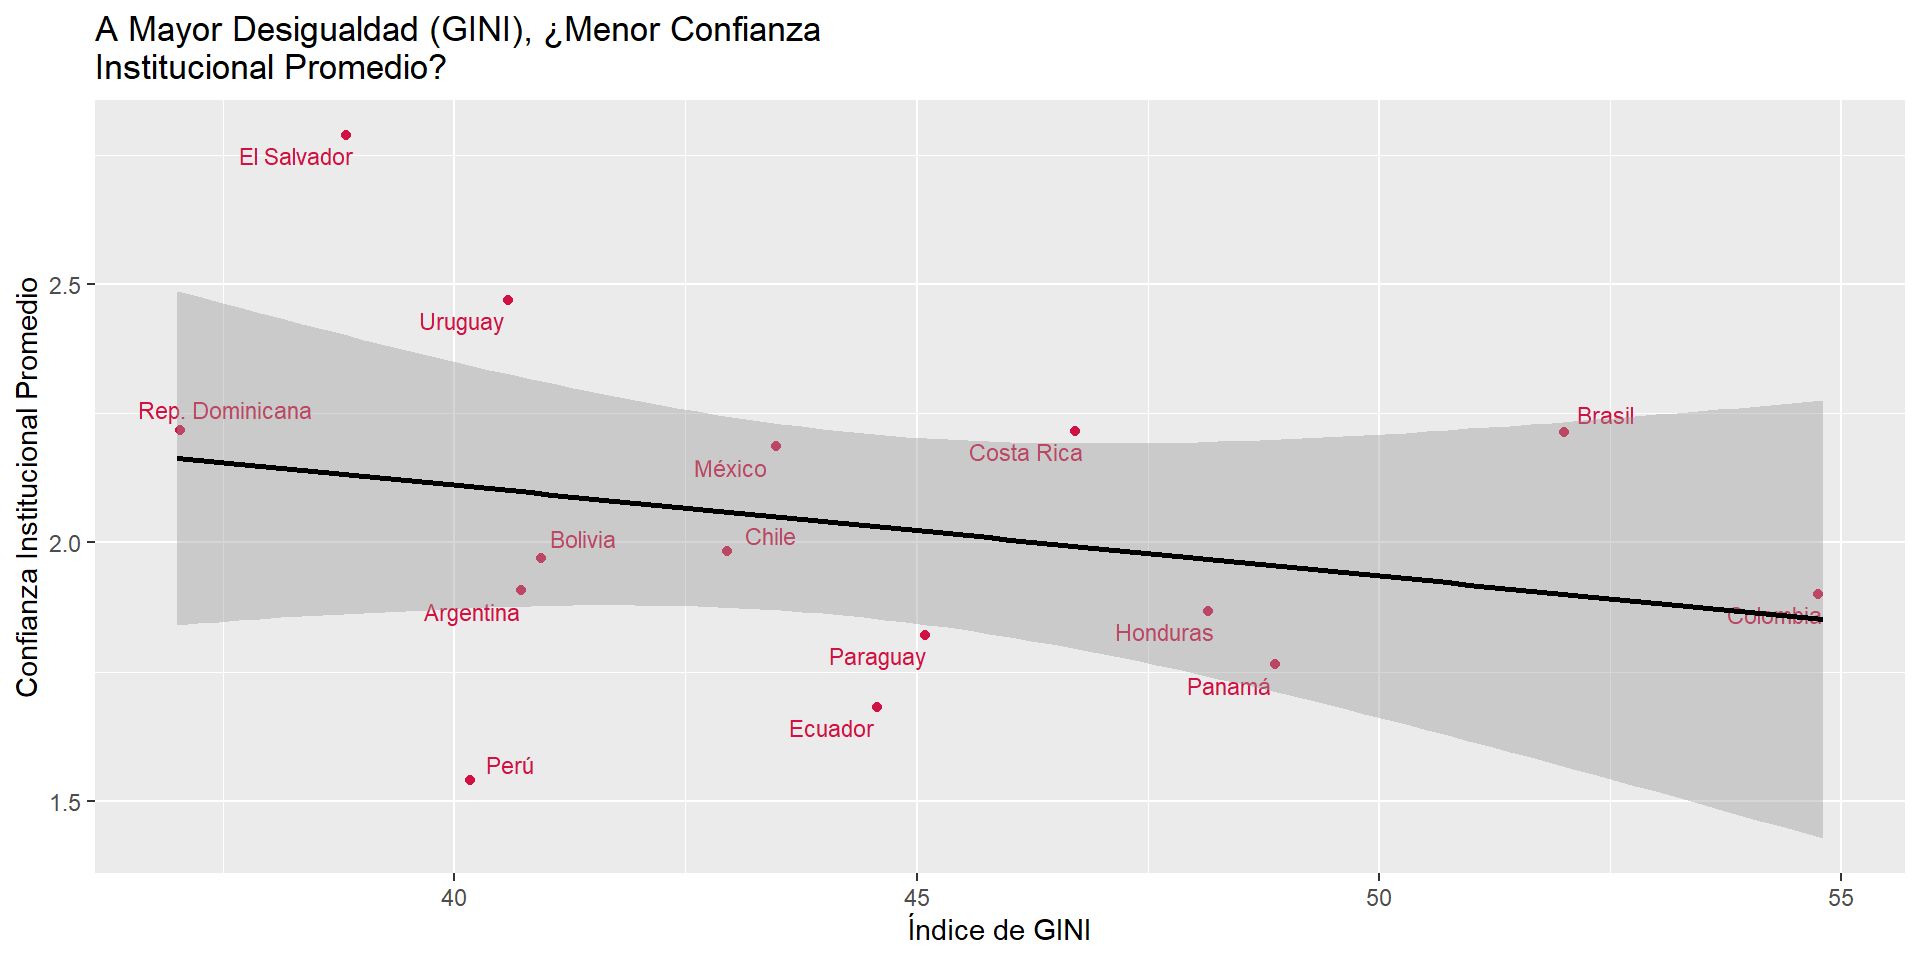 A Mayor Desigualdad (GINI), ¿Menor Confianza
Institucional Promedio?
Confianza Institucional Promedio
2.5
2.0
1.5
El Salvador
Uruguay
Rep. Dominicana
Brasil
Costa Rica
México
Chile
Bolivia
Argentina
Colombia
Honduras
Paraguay
Panamá
Ecuador
Perú
40
45
50
55
Índice de GINI